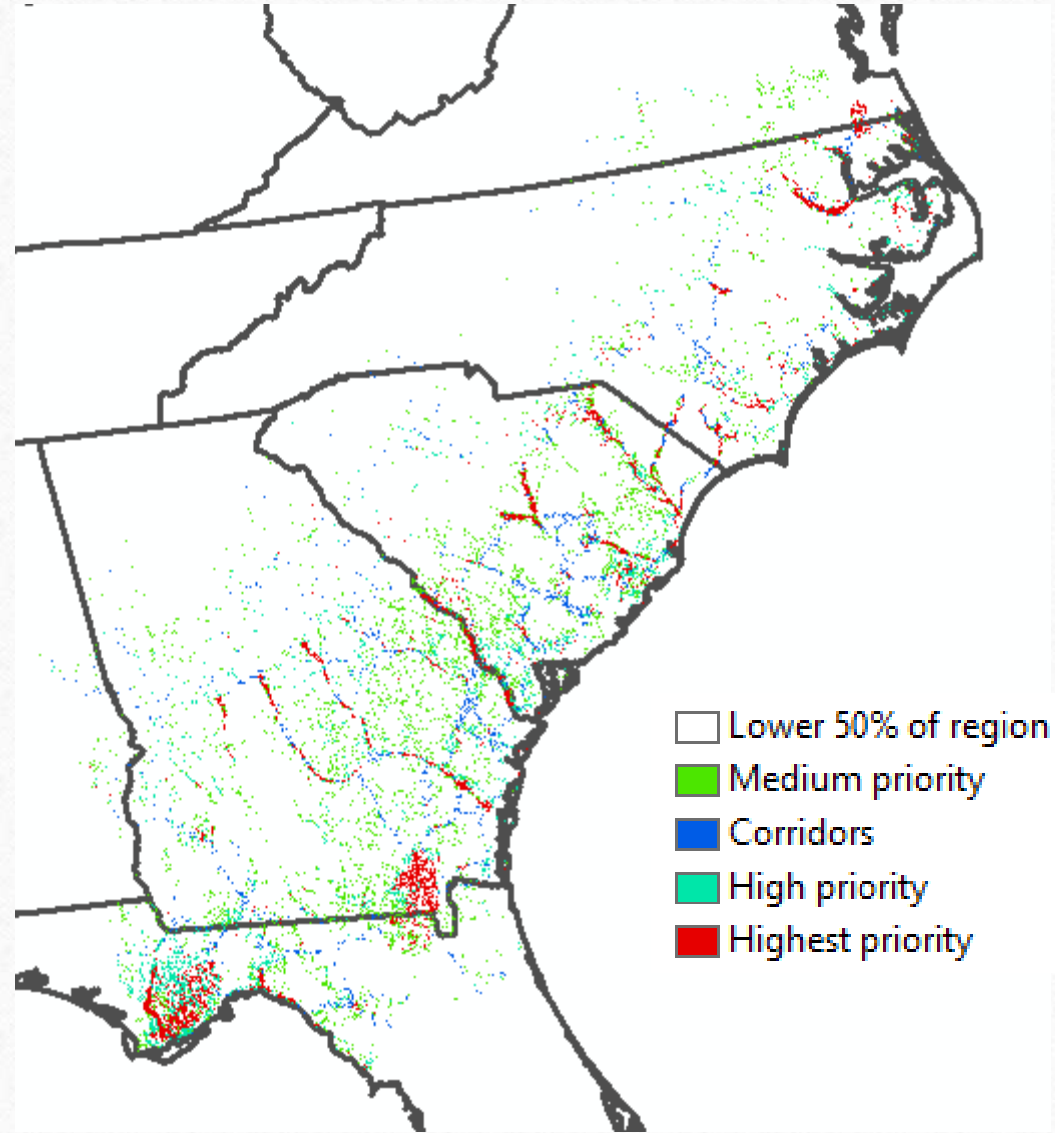 Lower 50% of region
Medium priority
Corridors
High priority
Highest priority